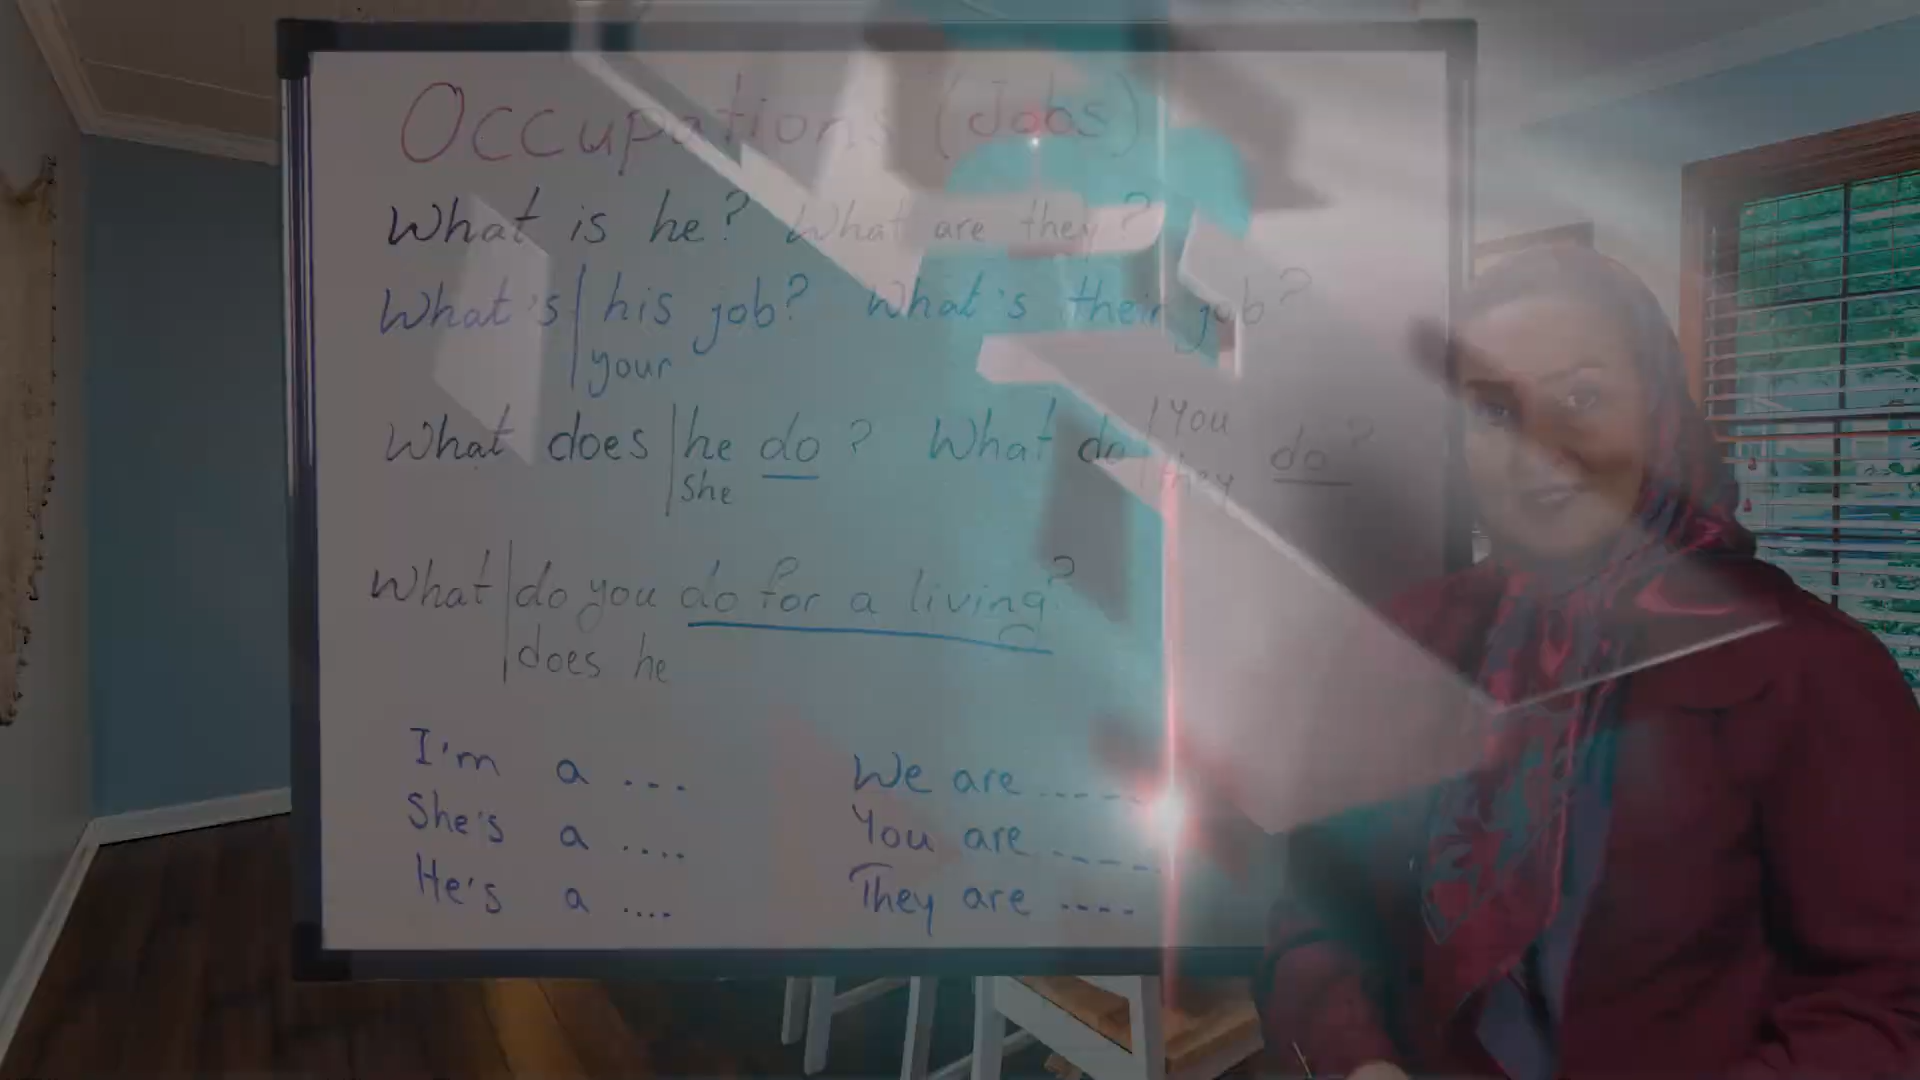 Occupations (Jobs)
What is he? What are they?
What's his job? What's their job?
your
What does he do? What do You do?
she they
What do you do for a living?
does he
I'm a ... We are .....
She's a .... You are .....
He's a .... They are ....